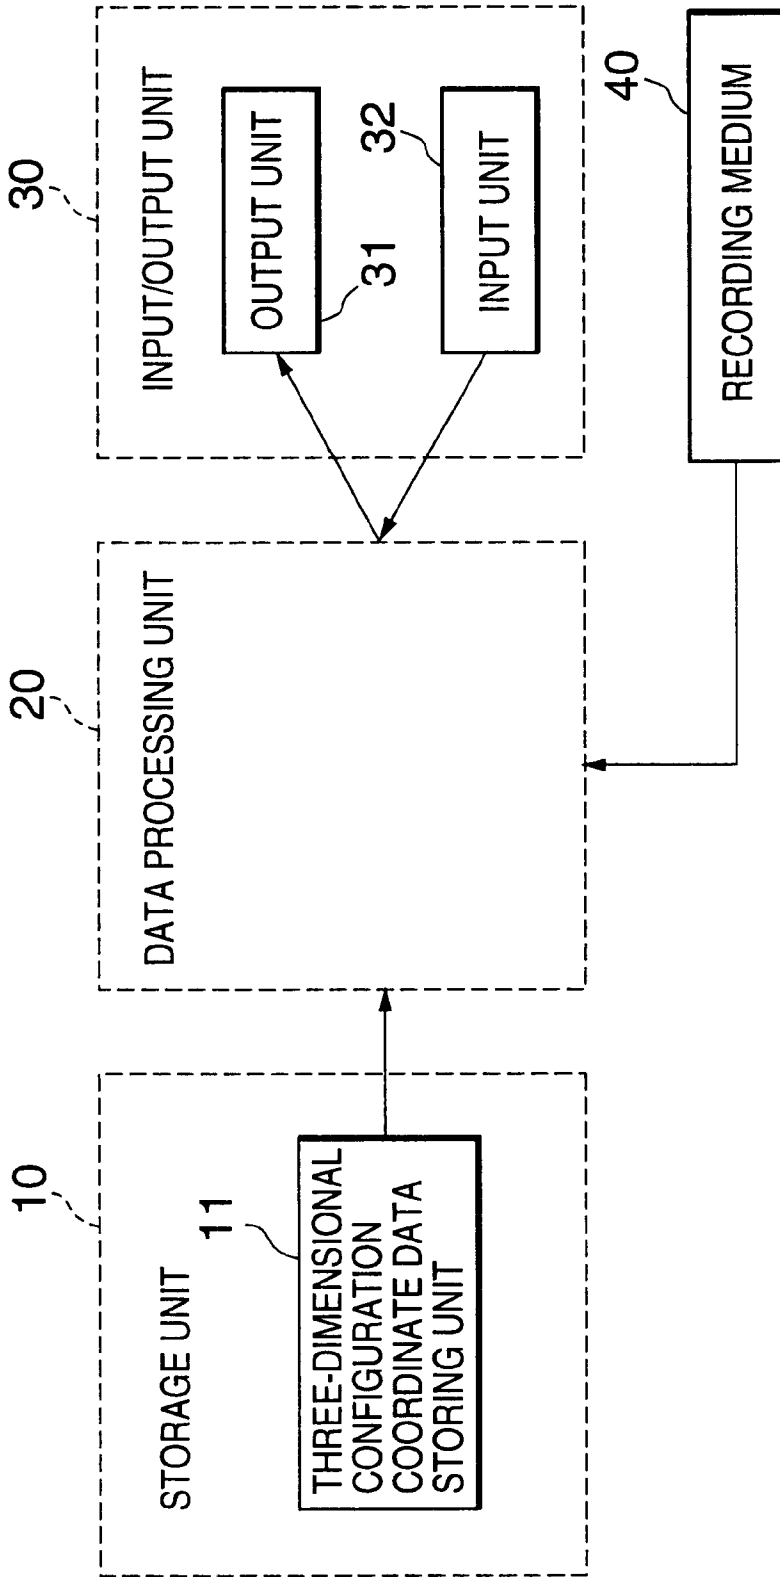 10
STORAGE UNIT
11
THREE-DIMENSIONAL
CONFIGURATION
COORDINATE DATA
STORING UNIT
20
DATA PROCESSING UNIT
30
INPUT/OUTPUT UNIT
OUTPUT UNIT
31
32
INPUT UNIT
40
RECORDING MEDIUM